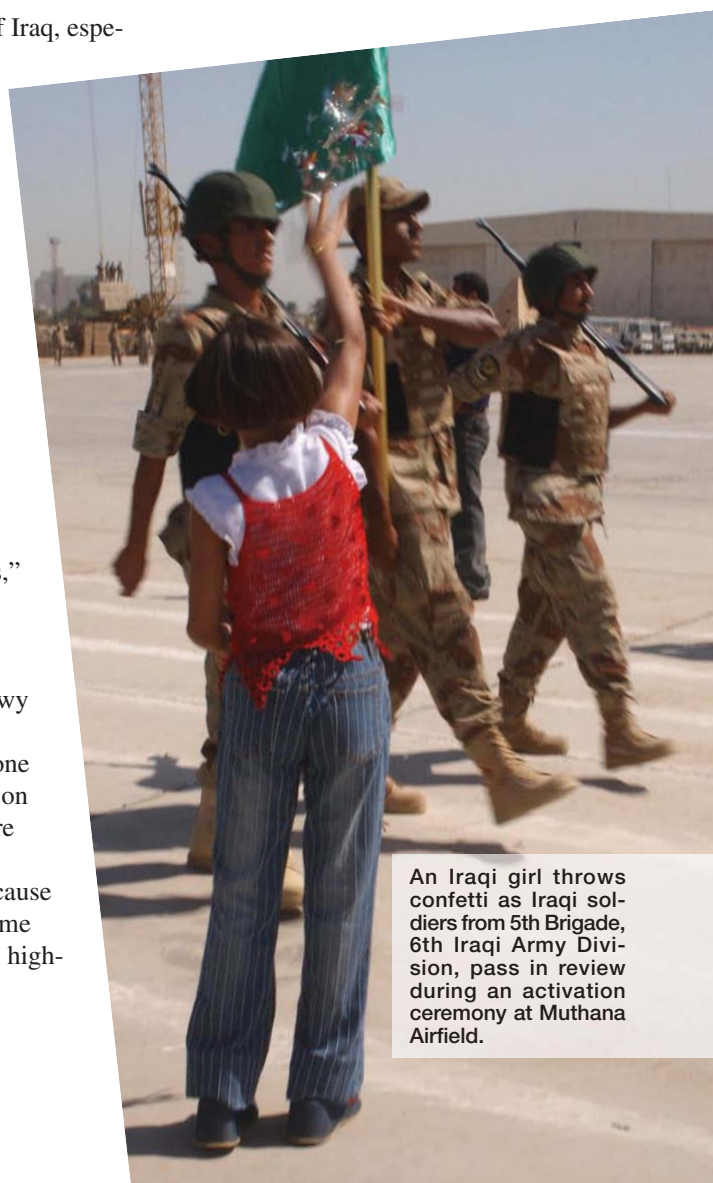 f Iraq, espe-
,”
wy
one
on
re
cause
me
high-
An Iraqi girl throws
confetti as Iraqi sol-
diers from 5th Brigade,
6th Iraqi Army Divi-
sion, pass in review
during an activation
ceremony at Muthana
Airfield.